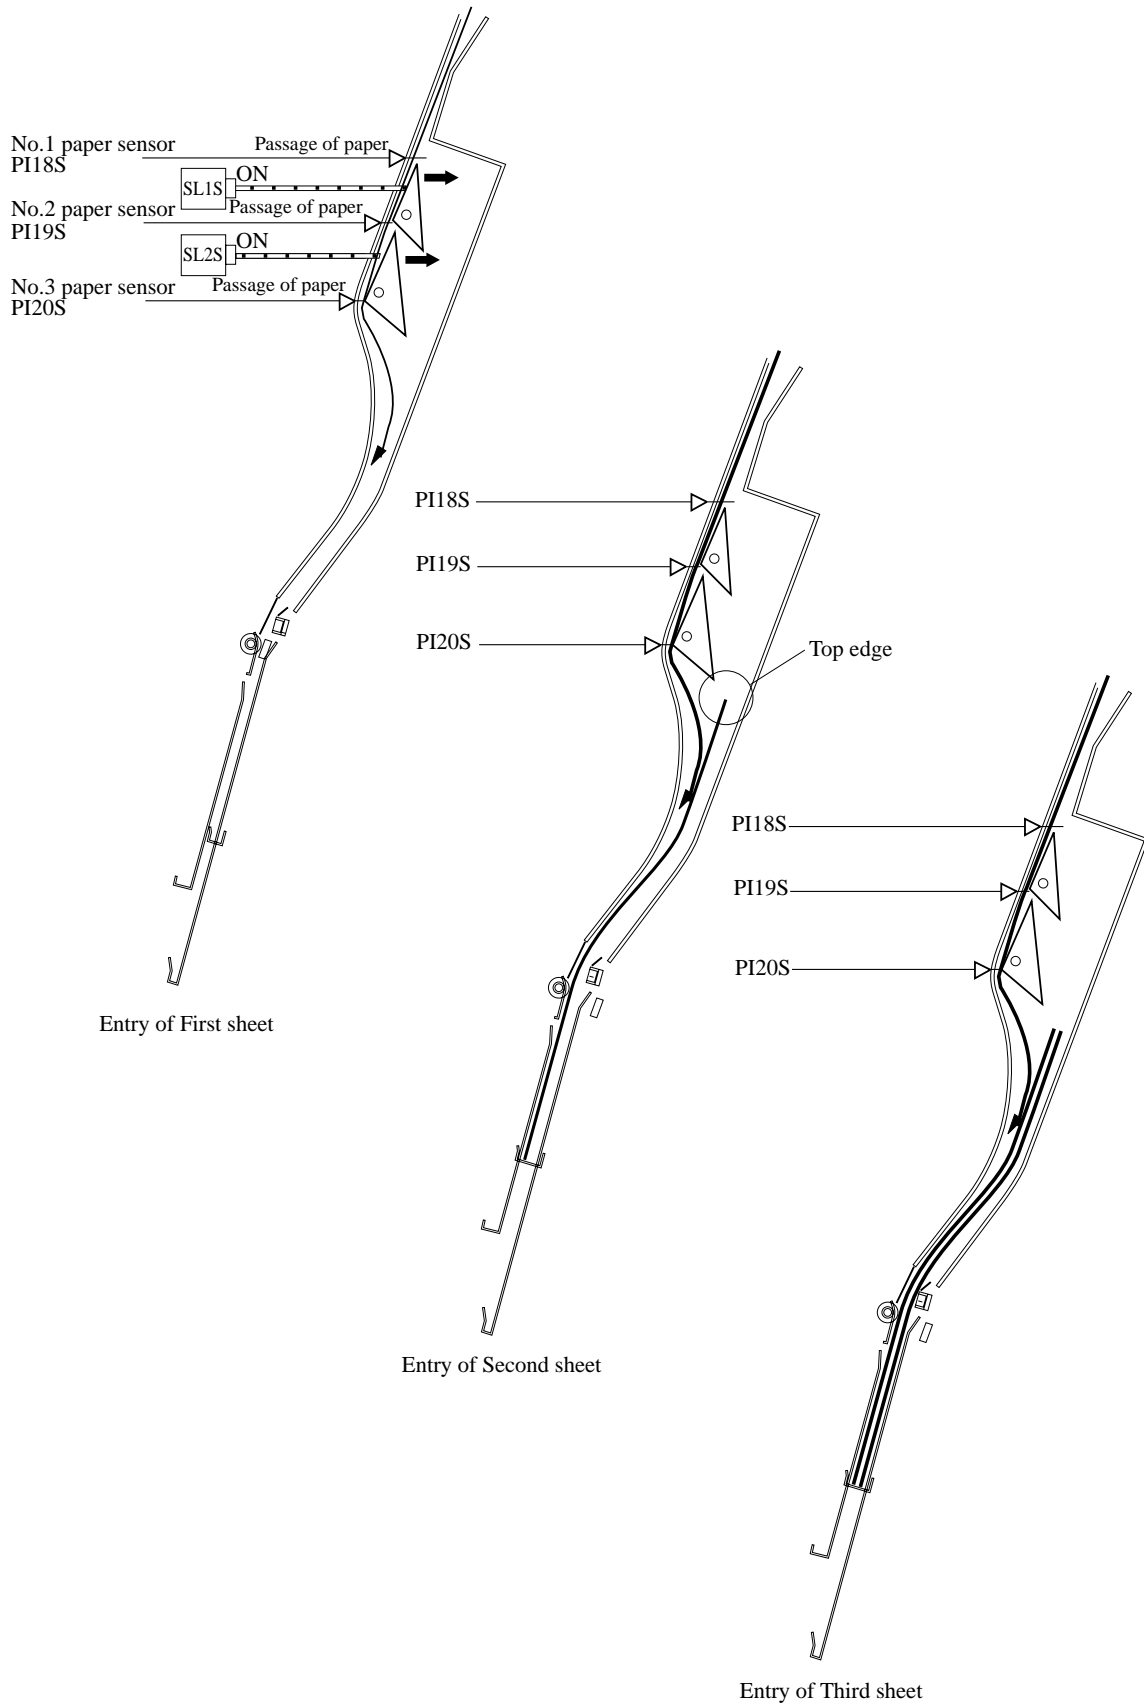 No.1 paper sensor
PI18S
Passage of paper
SL1S
ON
No.2 paper sensor
PI19S
Passage of paper
SL2S
ON
No.3 paper sensor
PI20S
Passage of paper
Entry of First sheet
PI18S
PI19S
PI20S
Top edge
Entry of Second sheet
PI18S
PI19S
PI20S
Entry of Third sheet